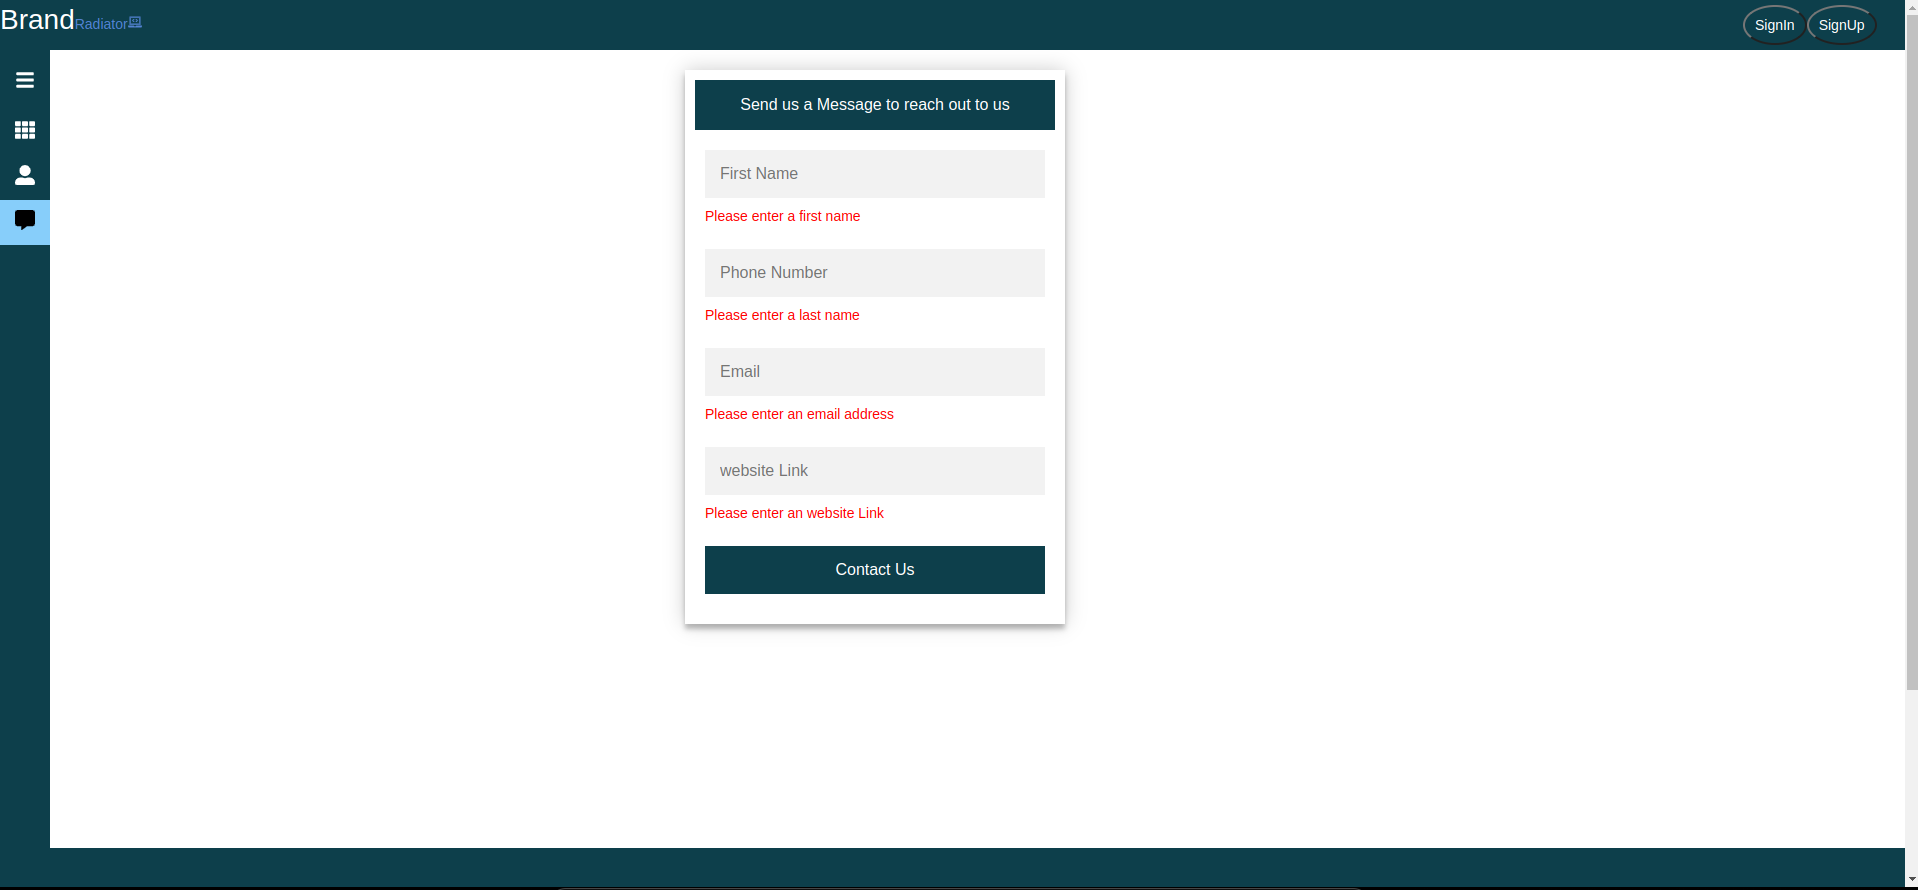 BrandRadiator
SignIn
SignUp
Send us a Message to reach out to us
First Name
Please enter a first name
Phone Number
Please enter a last name
Email
Please enter an email address
website Link
Please enter an website Link
Contact Us